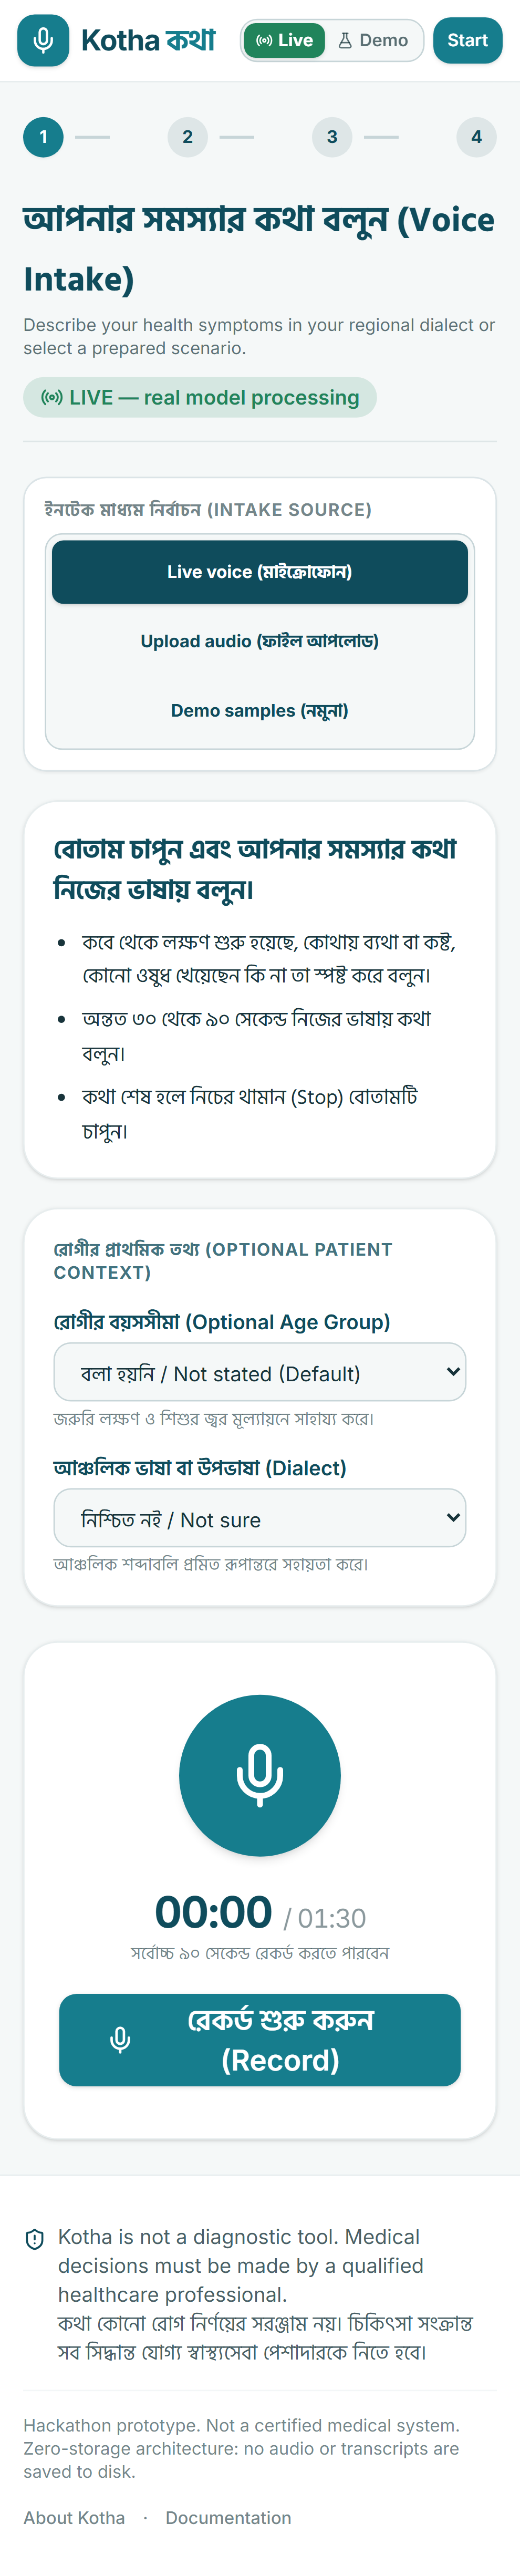 Kotha কথা
Live
Demo
Start
1
2
3
4
আপনার সমস্যার কথা বলুন (Voice
Intake)
Describe your health symptoms in your regional dialect or
select a prepared scenario.
LIVE — real model processing
ইনটেক মাধ্যম নির্বাচন (INTAKE SOURCE)
Live voice (মাইক্রোফোন)
Upload audio (ফাইল আপলোড)
Demo samples (নমুনা)
বোতাম চাপুন এবং আপনার সমস্যার কথা
নিজের ভাষায় বলুন।
• কবে থেকে লক্ষণ শুরু হয়েছে, কোথায় ব্যথা বা কষ্ট,
কোনো ওষুধ খেয়েছেন কি না তা স্পষ্ট করে বলুন।
• অন্তত ৩০ থেকে ৯০ সেকেন্ড নিজের ভাষায় কথা
বলুন।
• কথা শেষ হলে নিচের থামান (Stop) বোতামটি
চাপুন।
রোগীর প্রাথমিক তথ্য (OPTIONAL PATIENT
CONTEXT)
রোগীর বয়সসীমা (Optional Age Group)
বলা হয়নি / Not stated (Default)
জরুরি লক্ষণ ও শিশুর জ্বর মূল্যায়নে সাহায্য করে।
আঞ্চলিক ভাষা বা উপভাষা (Dialect)
নিশ্চিত নই / Not sure
আঞ্চলিক শব্দাবলি প্রমিত রূপান্তরে সহায়তা করে।
00:00 / 01:30
সর্বোচ্চ ৯০ সেকেন্ড রেকর্ড করতে পারবেন
রেকর্ড শুরু করুন
(Record)
Kotha is not a diagnostic tool. Medical
decisions must be made by a qualified
healthcare professional.
কথা কোনো রোগ নির্ণয়ের সরঞ্জাম নয়। চিকিৎসা সংক্রান্ত
সব সিদ্ধান্ত যোগ্য স্বাস্থ্যসেবা পেশাদারকে নিতে হবে।
Hackathon prototype. Not a certified medical system.
Zero-storage architecture: no audio or transcripts are
saved to disk.
About Kotha · Documentation